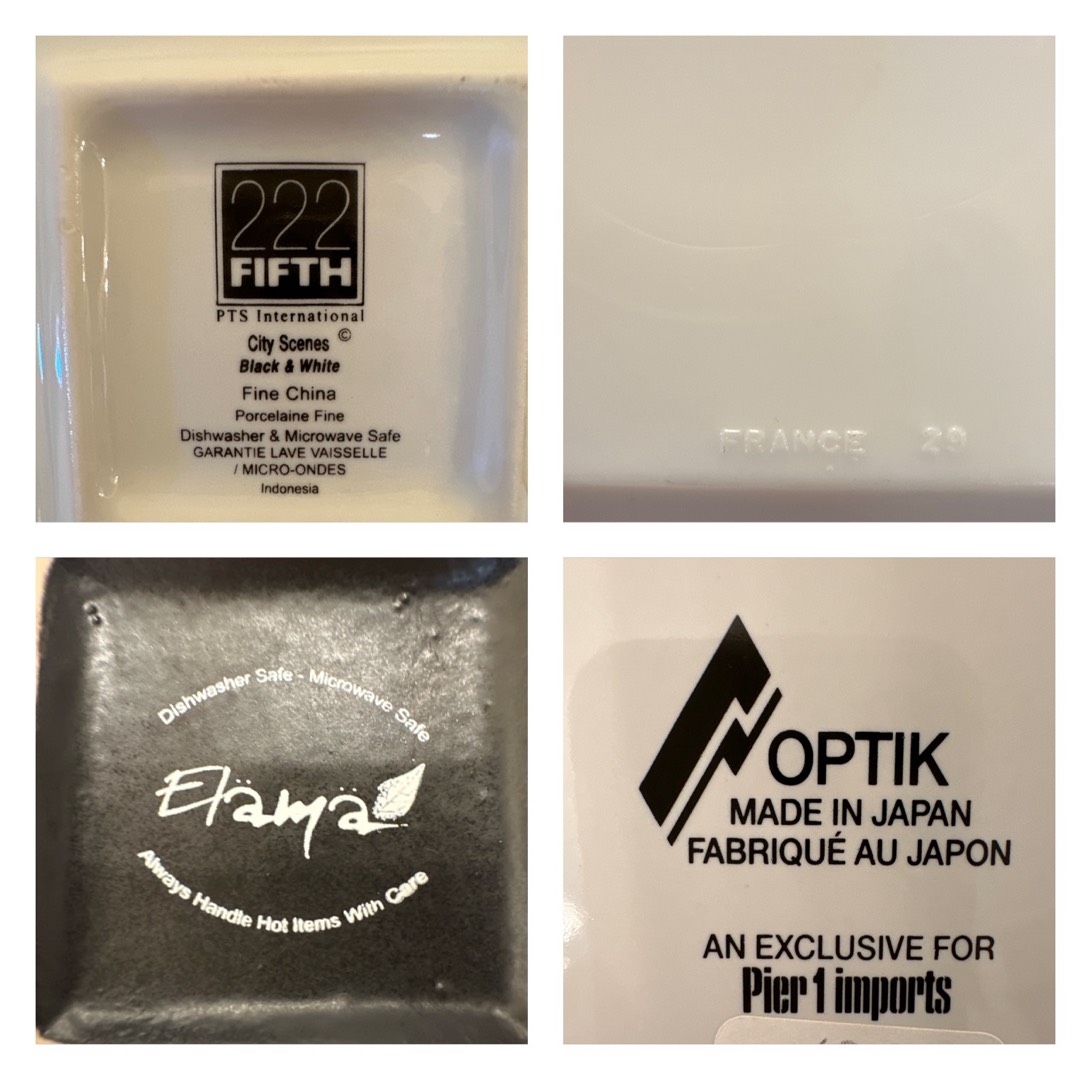 222
FIFTH
PTS International
City Scenes ©
Black & White
Fine China
Porcelaine Fine
Dishwasher & Microwave Safe
GARANTIE LAVE VAISSELLE
/ MICRO-ONDES
Indonesia
FRANCE 29
Dishwasher Safe - Microwave Safe
Elämä
Always Handle Hot Items With Care
OPTIK
MADE IN JAPAN
FABRIQUÉ AU JAPON
AN EXCLUSIVE FOR
Pier 1 imports